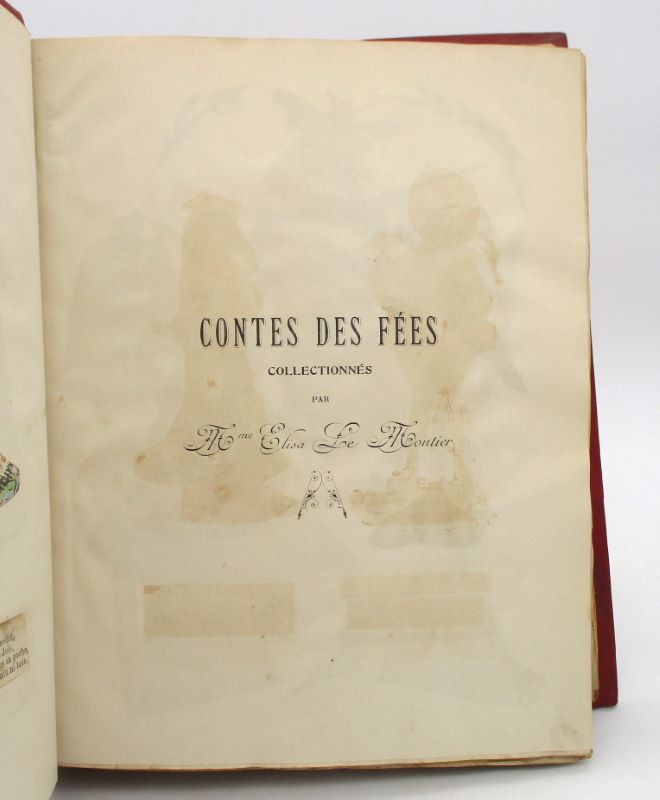 CONTES DES FÉES
COLLECTIONNÉS
PAR
Mme Elisa Le Moutier